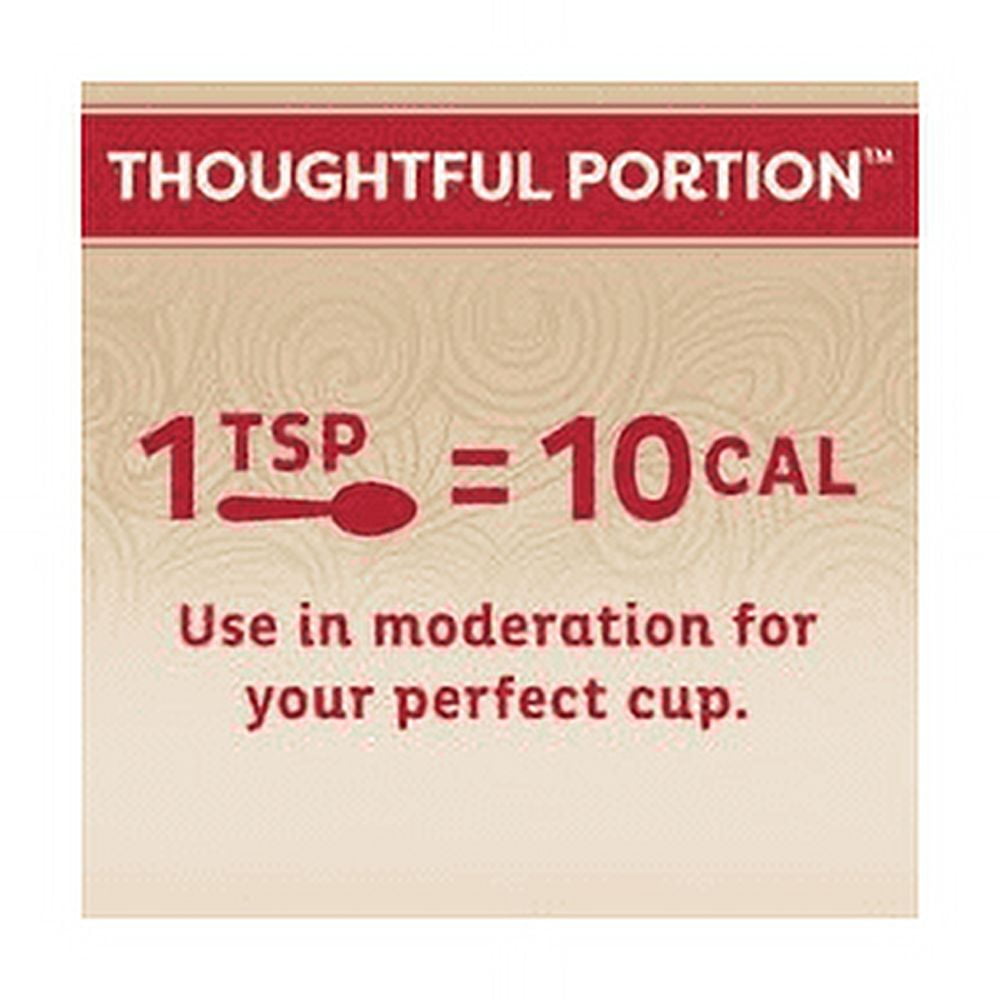 THOUGHTFUL PORTION™
1 TSP = 10 CAL
Use in moderation for
your perfect cup.